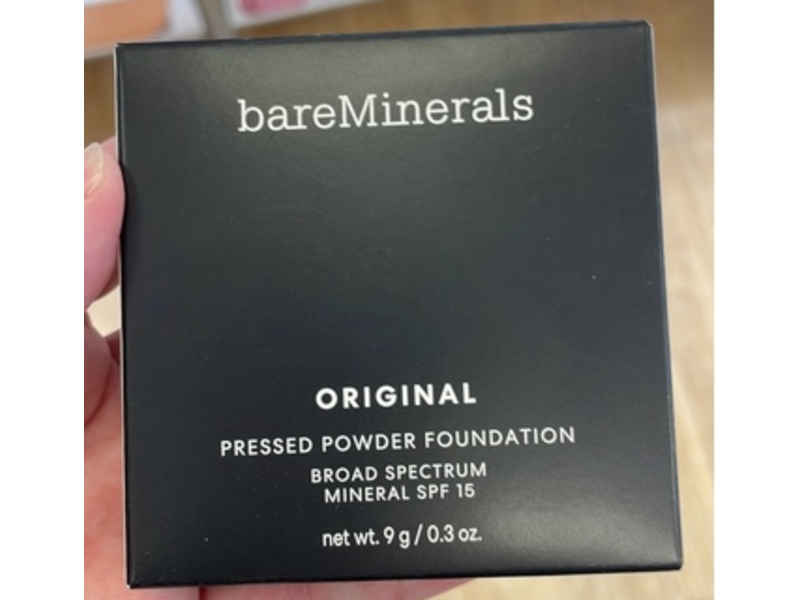 bareMinerals
ORIGINAL
PRESSED POWDER FOUNDATION
BROAD SPECTRUM
MINERAL SPF 15
net wt. 9 g / 0.3 oz.